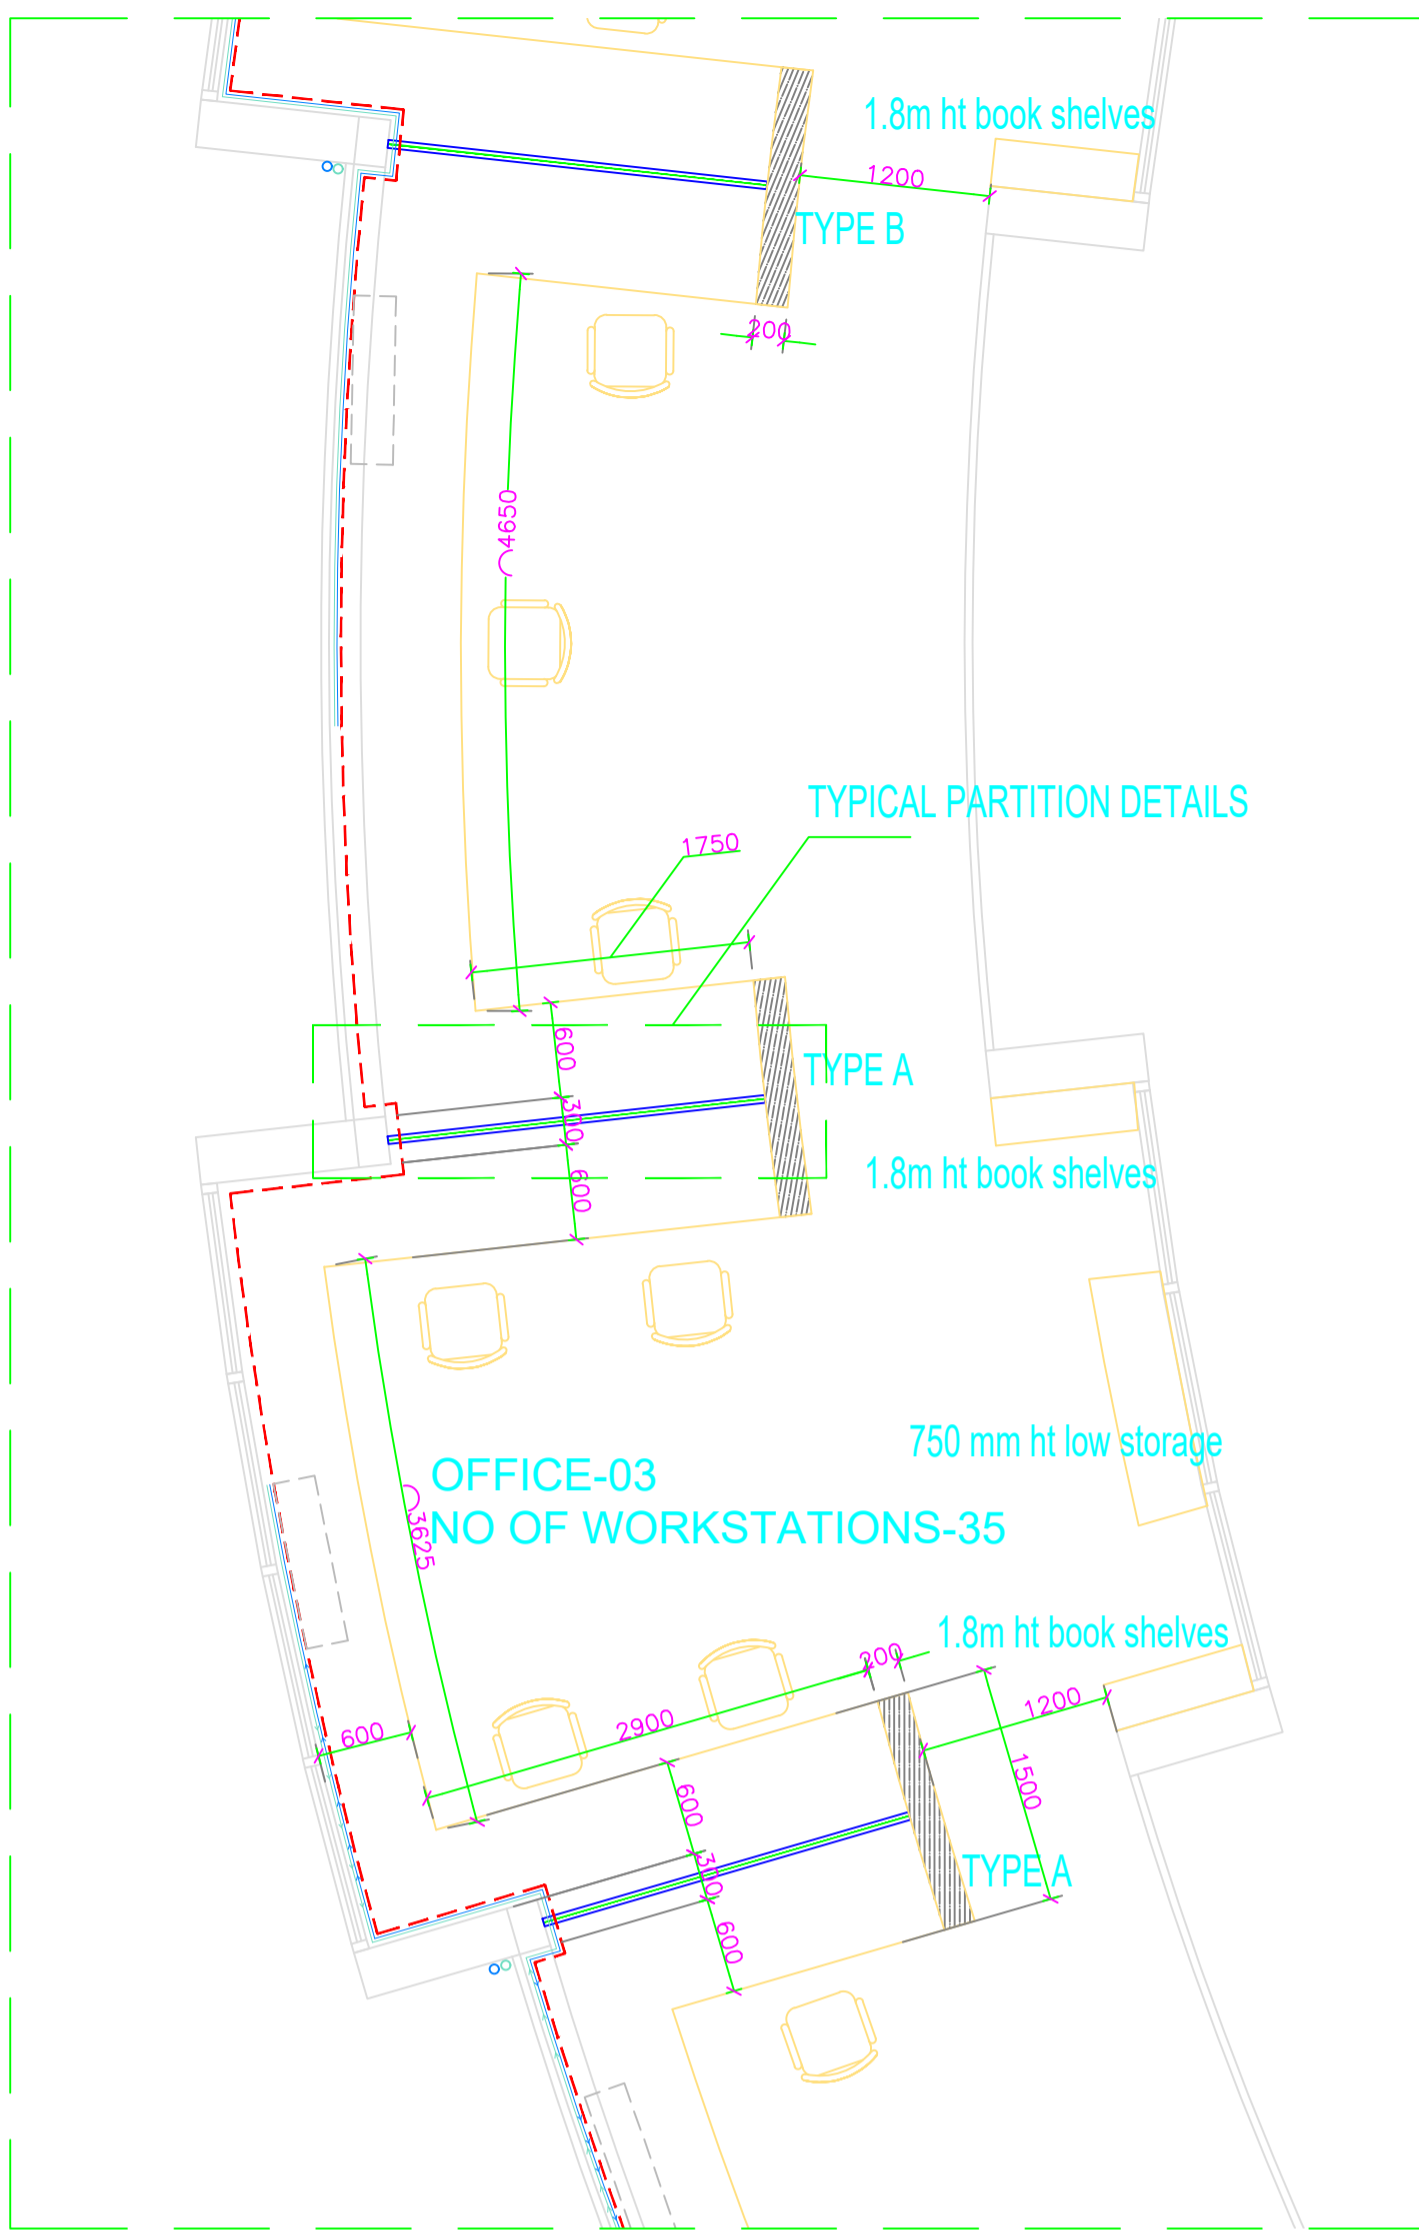 1.8m ht book shelves
1200
TYPE B
200
4650
TYPICAL PARTITION DETAILS
1750
600
TYPE A
300
1.8m ht book shelves
600
750 mm ht low storage
OFFICE-03
3625
NO OF WORKSTATIONS-35
1.8m ht book shelves
200
1200
600
2900
1500
600
TYPE A
300
600